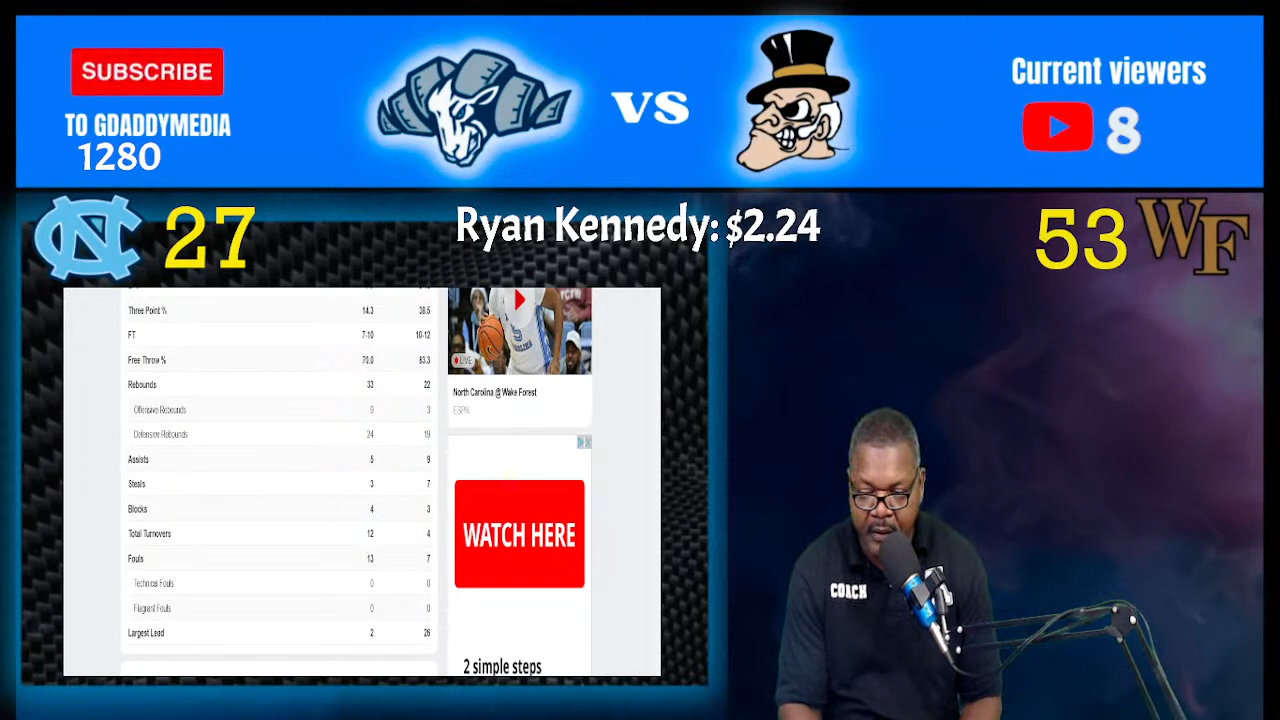 SUBSCRIBE
TO GDADDYMEDIA
1280
VS
Current viewers
8
NC
27
Ryan Kennedy: $2.24
53
WF
Three Point % 14.3 38.5
FT 7-10 10-12
Free Throw % 70.0 83.3
Rebounds 33 22
Offensive Rebounds 9 3
Defensive Rebounds 24 19
Assists 5 9
Steals 3 7
Blocks 4 3
Total Turnovers 12 4
Fouls 13 7
Technical Fouls 0 0
Flagrant Fouls 0 0
Largest Lead 2 26
LIVE
North Carolina @ Wake Forest
ESPN
WATCH HERE
2 simple steps
COACH